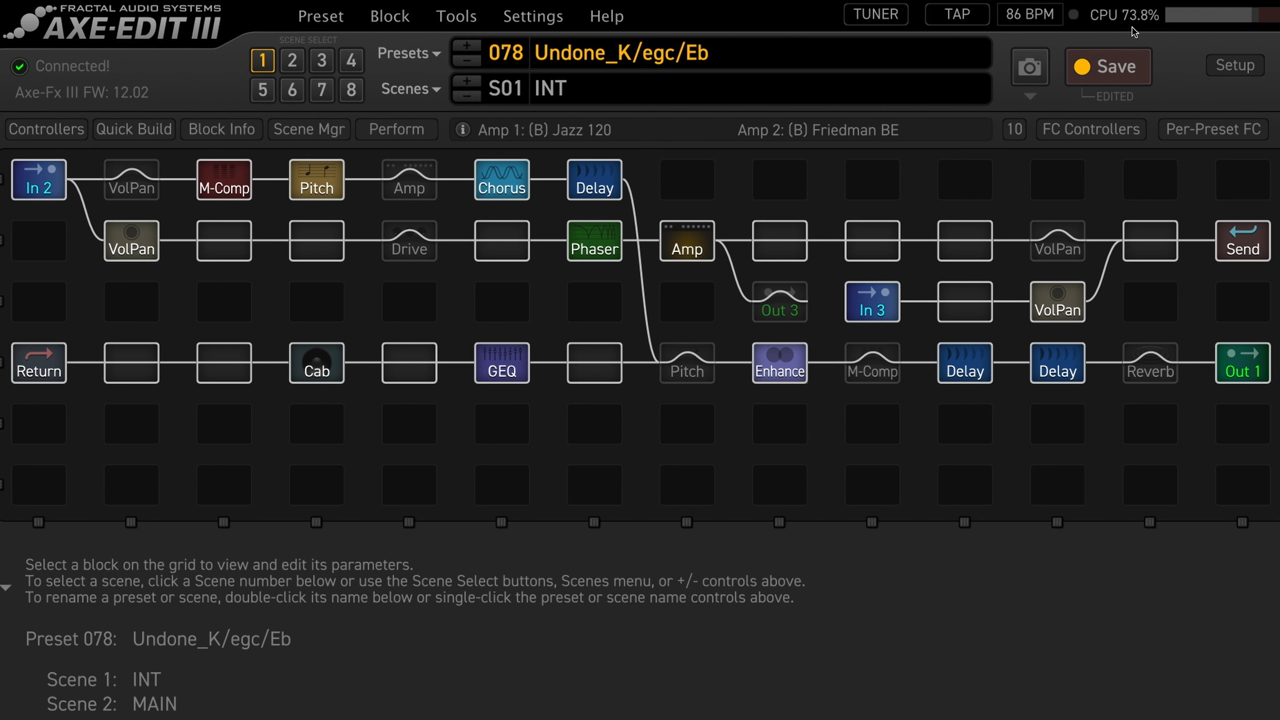 FRACTAL AUDIO SYSTEMS
AXE-EDIT III
Preset Block Tools Settings Help
TUNER TAP 86 BPM CPU 73.8%
Connected!
Axe-Fx III FW: 12.02
SCENE SELECT
1 2 3 4
5 6 7 8
Presets
Scenes
078 Undone_K/egc/Eb
S01 INT
Save
EDITED
Setup
Controllers Quick Build Block Info Scene Mgr Perform
Amp 1: (B) Jazz 120 Amp 2: (B) Friedman BE
10 FC Controllers Per-Preset FC
In 2 VolPan M-Comp Pitch Amp Chorus Delay
VolPan Drive Phaser Amp VolPan Send
Out 3 In 3 VolPan
Return Cab GEQ Pitch Enhance M-Comp Delay Delay Reverb Out 1
Select a block on the grid to view and edit its parameters.
To select a scene, click a Scene number below or use the Scene Select buttons, Scenes menu, or +/- controls above.
To rename a preset or scene, double-click its name below or single-click the preset or scene name controls above.
Preset 078: Undone_K/egc/Eb
Scene 1: INT
Scene 2: MAIN